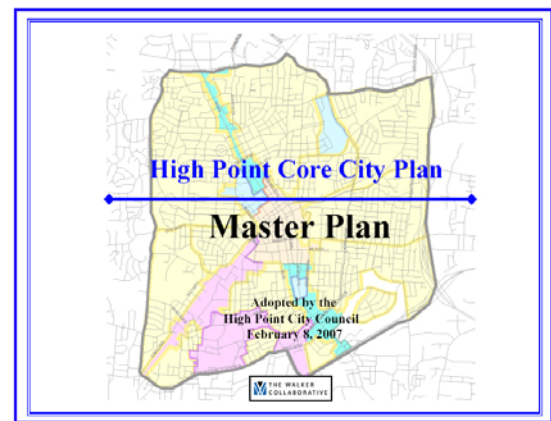 High Point Core City Plan
Master Plan
Adopted by the
High Point City Council
February 8, 2007
THE WALKER
COLLABORATIVE